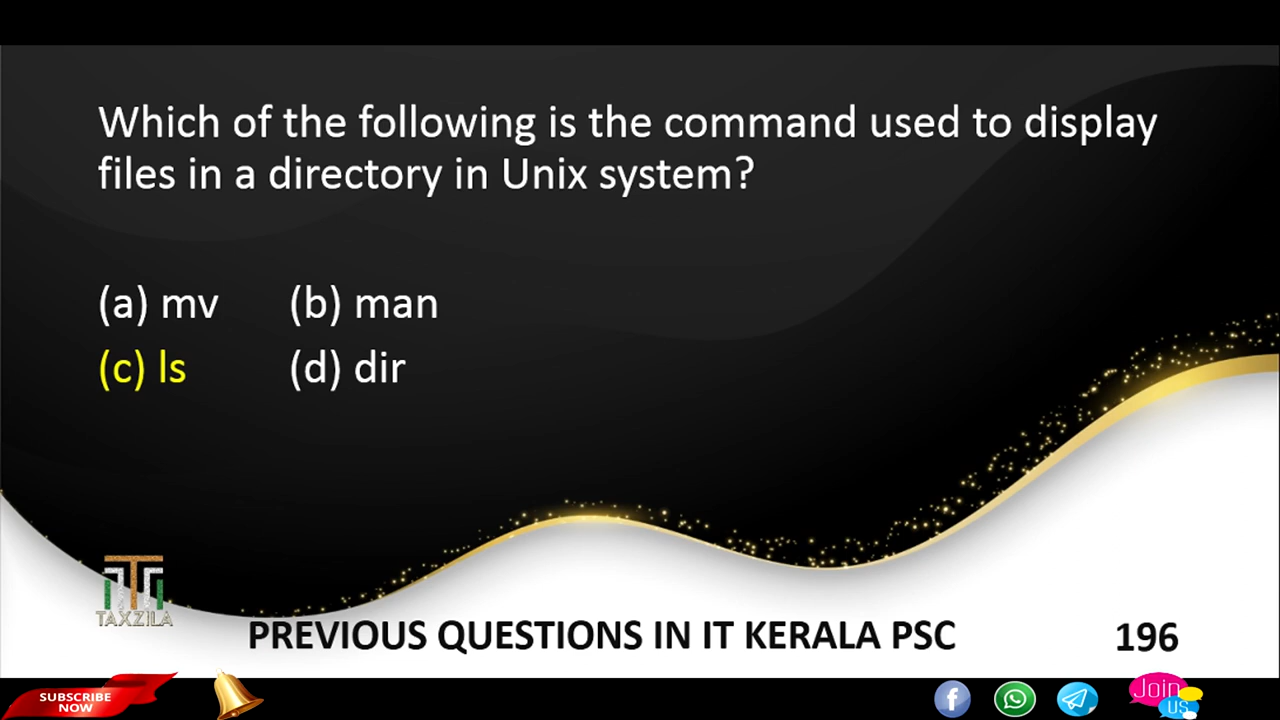 Which of the following is the command used to display
files in a directory in Unix system?
(a) mv (b) man
(c) ls (d) dir
TAXZILA
PREVIOUS QUESTIONS IN IT KERALA PSC 196
SUBSCRIBE
NOW
Join
us